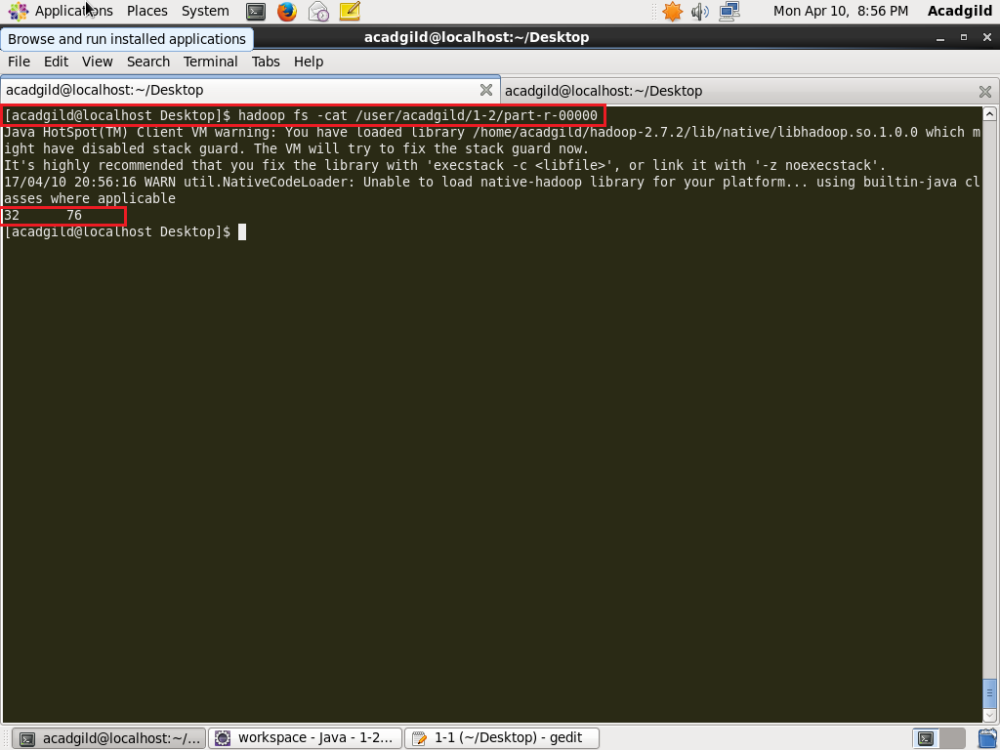 Applications Places System Mon Apr 10, 8:56 PM Acadgild
Browse and run installed applications
acadgild@localhost:~/Desktop
File Edit View Search Terminal Tabs Help
acadgild@localhost:~/Desktop acadgild@localhost:~/Desktop
[acadgild@localhost Desktop]$ hadoop fs -cat /user/acadgild/1-2/part-r-00000
Java HotSpot(TM) Client VM warning: You have loaded library /home/acadgild/hadoop-2.7.2/lib/native/libhadoop.so.1.0.0 which m
ight have disabled stack guard. The VM will try to fix the stack guard now.
It's highly recommended that you fix the library with 'execstack -c <libfile>', or link it with '-z noexecstack'.
17/04/10 20:56:16 WARN util.NativeCodeLoader: Unable to load native-hadoop library for your platform... using builtin-java cl
asses where applicable
32 76
[acadgild@localhost Desktop]$
acadgild@localhost:~/... workspace - Java - 1-2... 1-1 (~/Desktop) - gedit